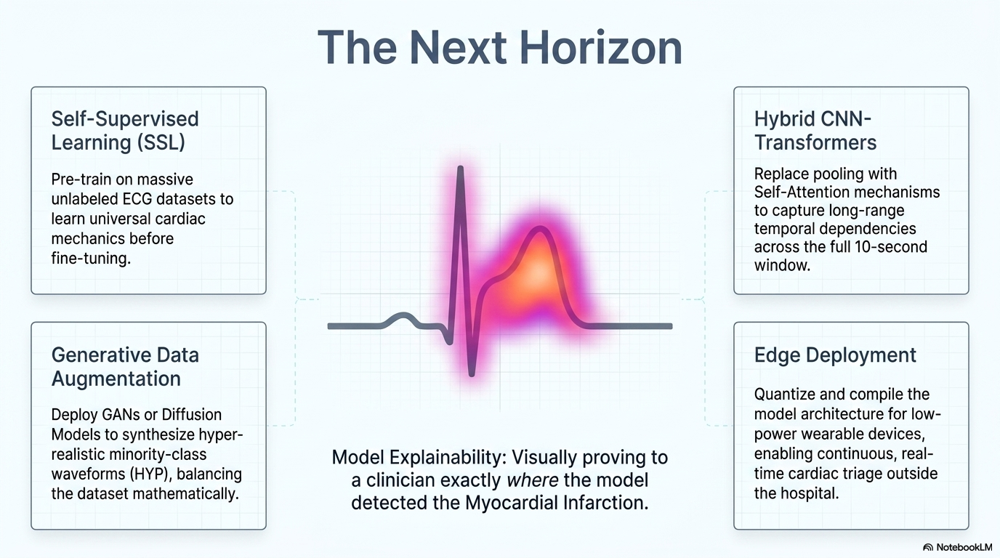 The Next Horizon
Self-Supervised
Learning (SSL)
Pre-train on massive
unlabeled ECG datasets to
learn universal cardiac
mechanics before
fine-tuning.
Generative Data
Augmentation
Deploy GANs or Diffusion
Models to synthesize hyper-
realistic minority-class
waveforms (HYP), balancing
the dataset mathematically.
Model Explainability: Visually proving to
a clinician exactly where the model
detected the Myocardial Infarction.
Hybrid CNN-
Transformers
Replace pooling with
Self-Attention mechanisms
to capture long-range
temporal dependencies
across the full 10-second
window.
Edge Deployment
Quantize and compile the
model architecture for low-
power wearable devices,
enabling continuous, real-
time cardiac triage outside
the hospital.
NotebookLM